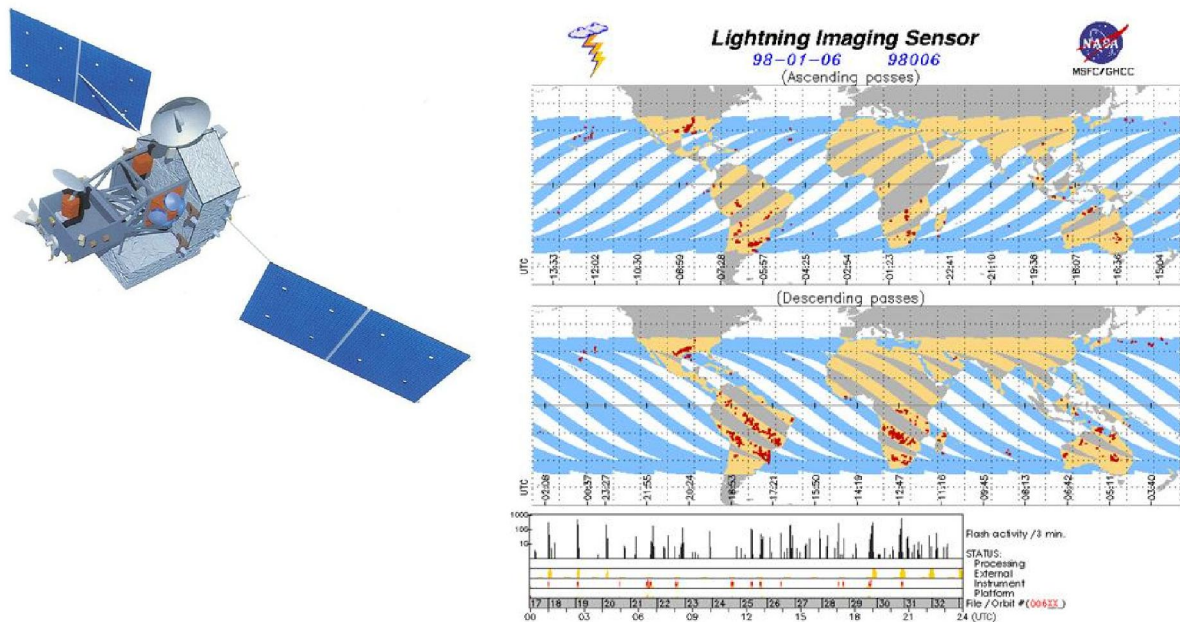 Lightning Imaging Sensor
98-01-06 98006
NASA
MSFC/GHCC
(Ascending passes)
UTC
13:33 12:02 10:30 08:59 07:28 05:57 04:25 02:54 01:23 22:41 21:10 19:38 18:07 16:36 15:04
(Descending passes)
UTC
02:08 00:37 23:27 21:55 20:24 18:53 17:21 15:50 14:19 12:47 11:16 09:45 08:13 06:42 05:11 03:40
1000
100
10
Flash activity /3 min.
STATUS:
Processing
External
Instrument
Platform
17 18 19 20 21 22 23 24 25 26 27 28 29 30 31 32
File / Orbit #(006XX )
00 03 06 09 12 15 18 21 24 (UTC)